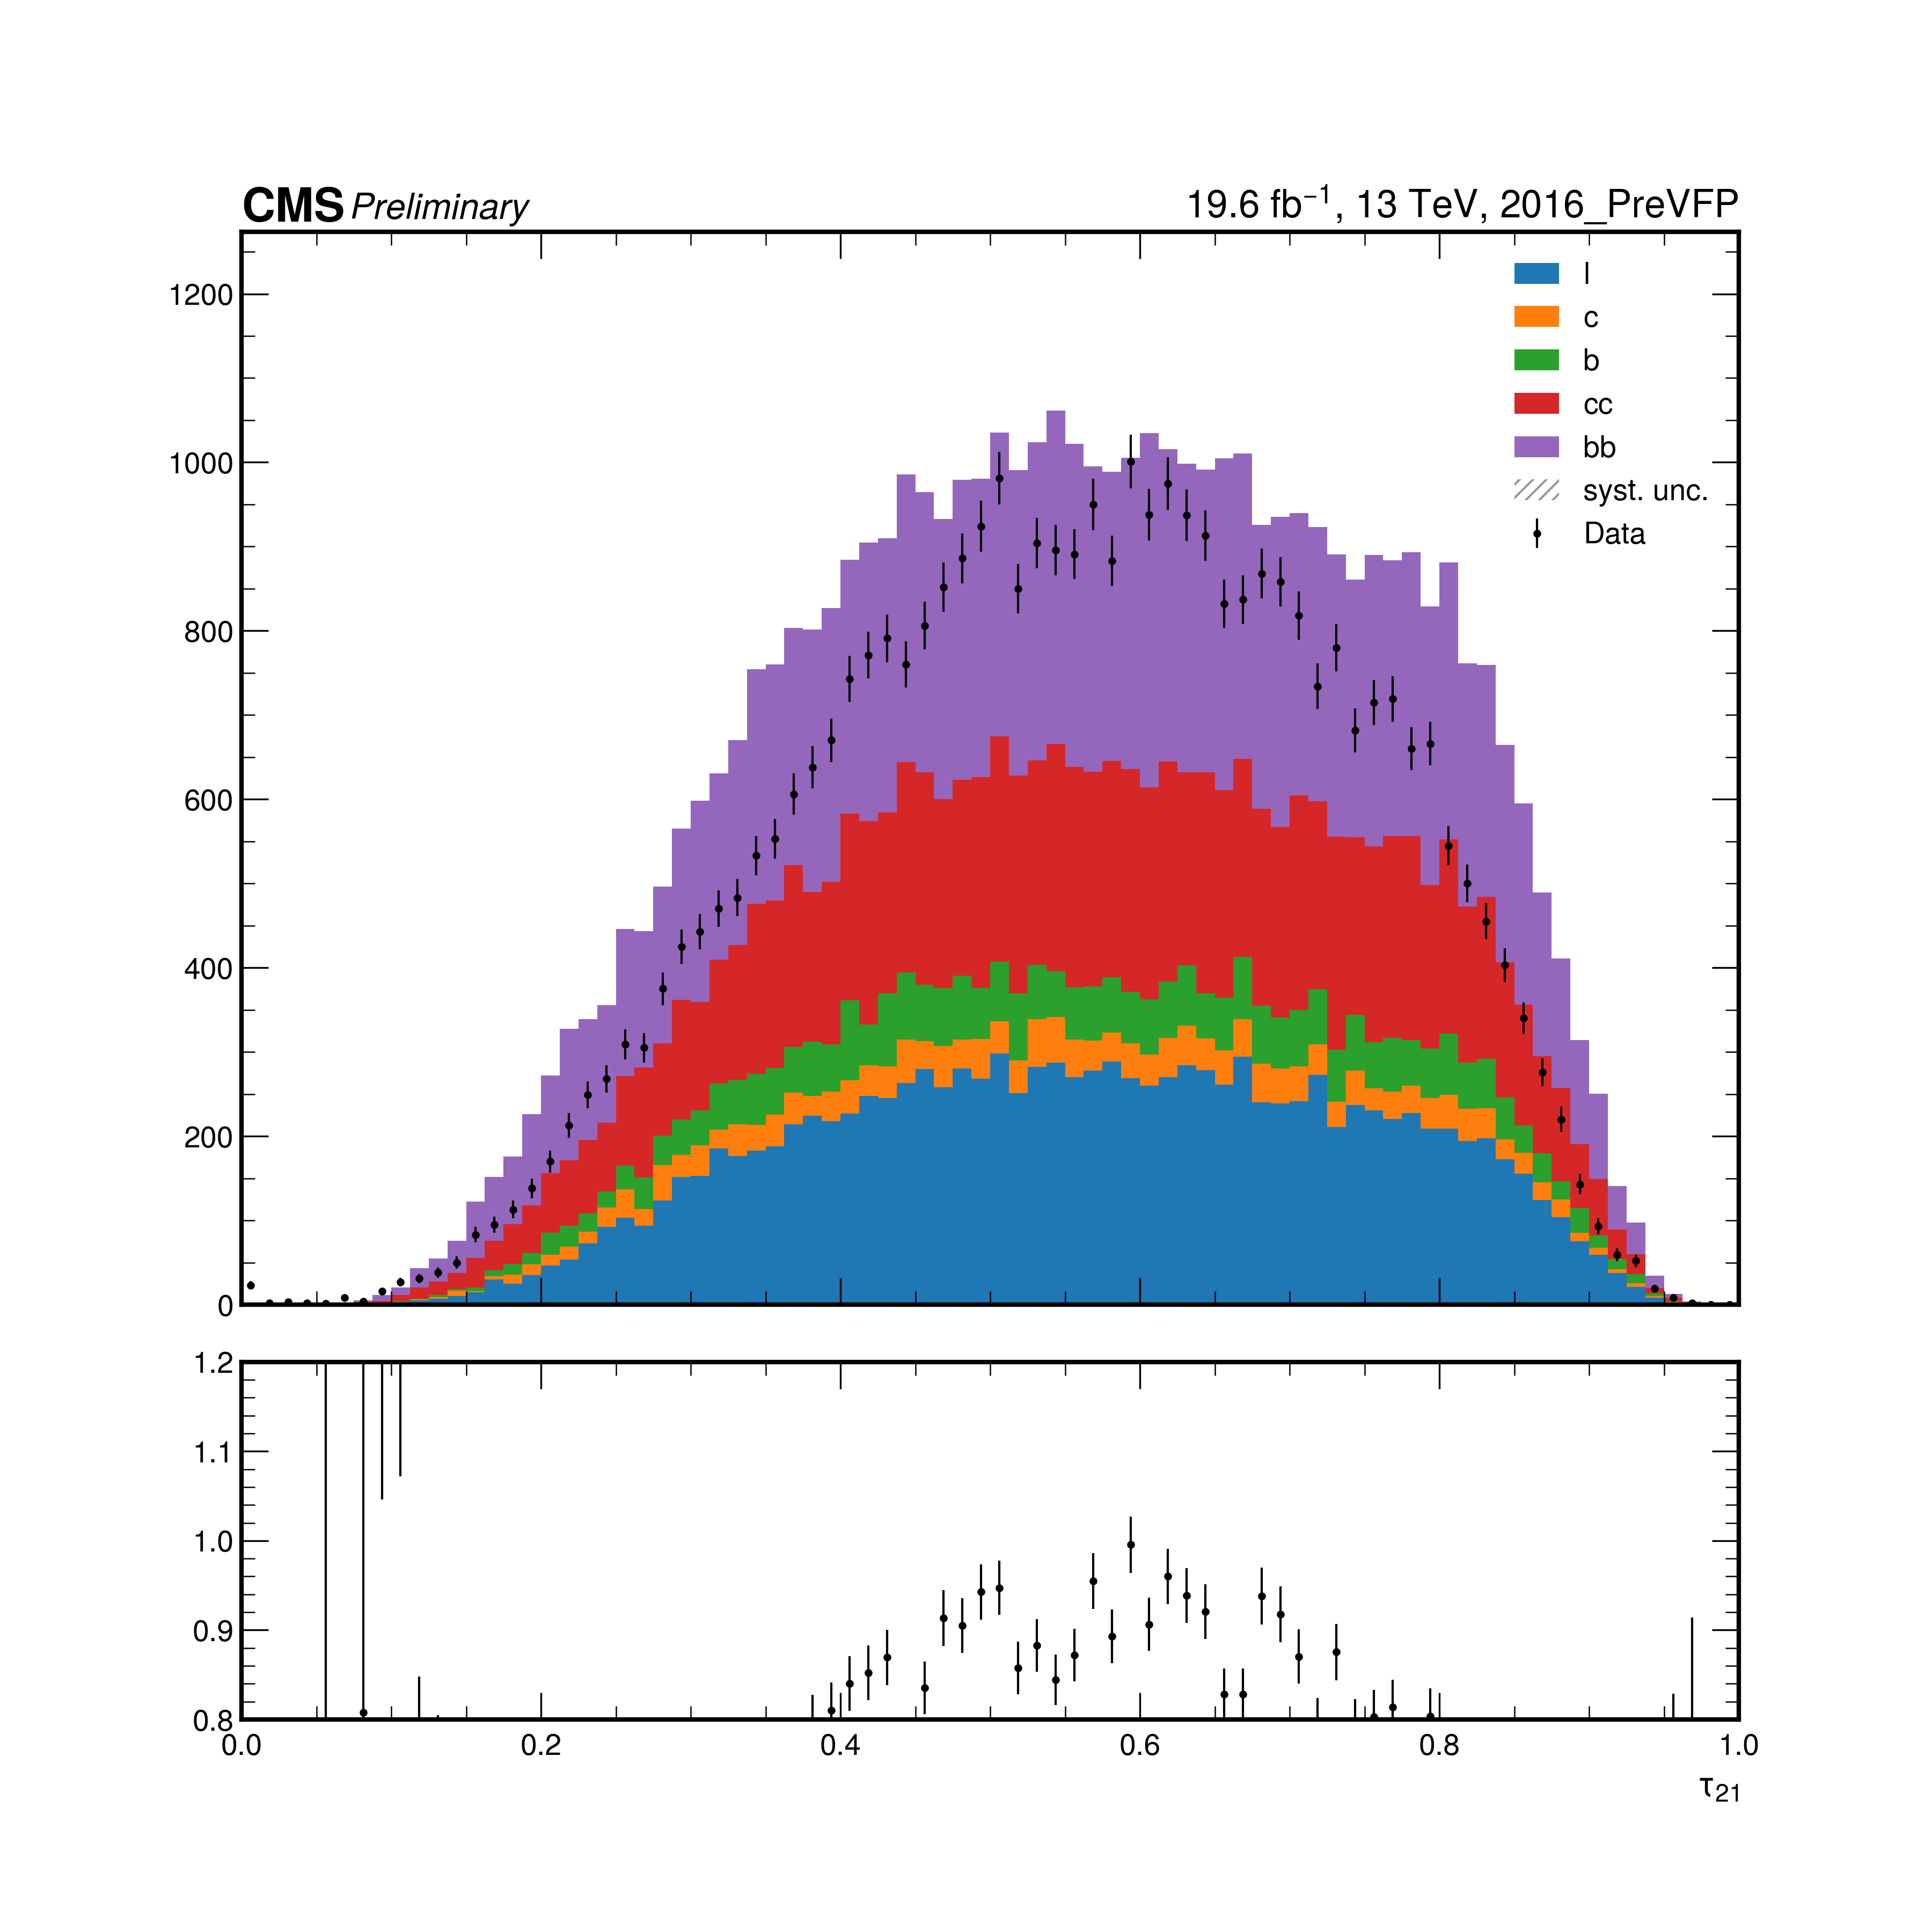 CMS Preliminary
19.6 fb⁻¹, 13 TeV, 2016_PreVFP
l
c
b
cc
bb
syst. unc.
Data
1200
1000
800
600
400
200
0
1.2
1.1
1.0
0.9
0.8
0.0 0.2 0.4 0.6 0.8 1.0
τ₂₁